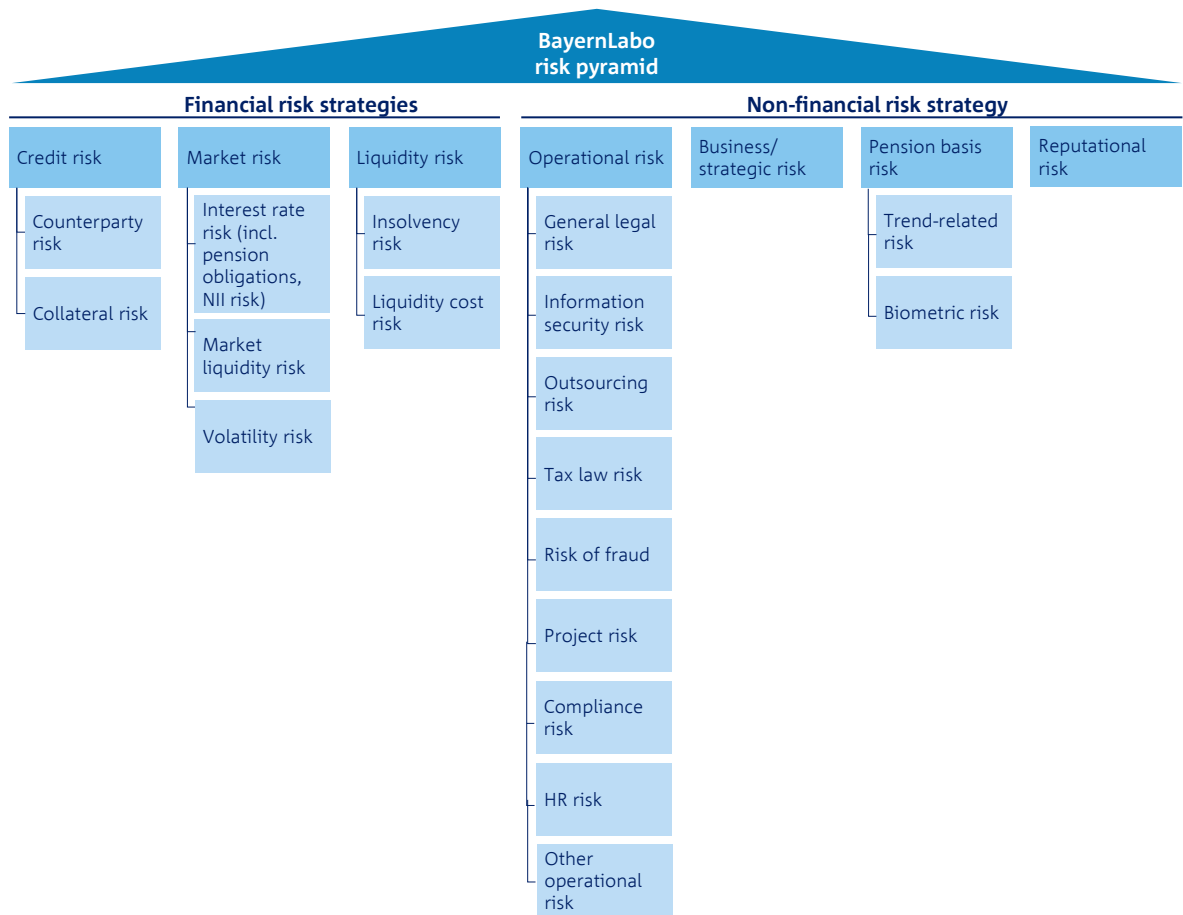 BayernLabo
risk pyramid
Financial risk strategies
Non-financial risk strategy
Credit risk
Counterparty
risk
Collateral risk
Market risk
Interest rate
risk (incl.
pension
obligations,
NII risk)
Market
liquidity risk
Volatility risk
Liquidity risk
Insolvency
risk
Liquidity cost
risk
Operational risk
General legal
risk
Information
security risk
Outsourcing
risk
Tax law risk
Risk of fraud
Project risk
Compliance
risk
HR risk
Other
operational
risk
Business/
strategic risk
Pension basis
risk
Trend-related
risk
Biometric risk
Reputational
risk